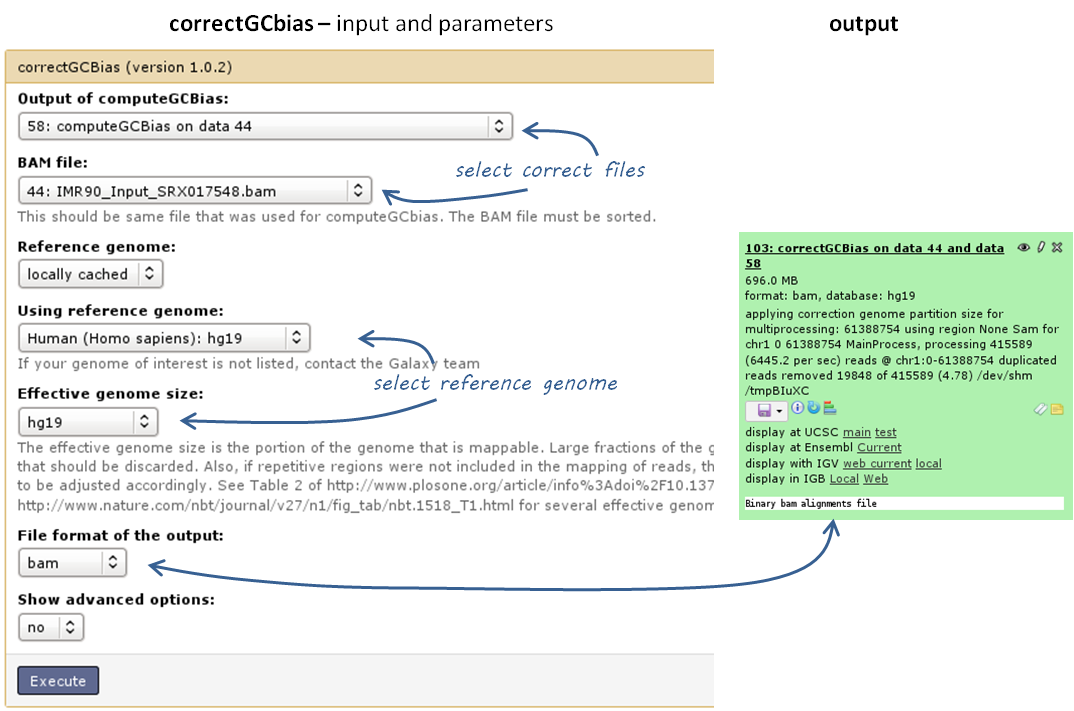 correctGCbias – input and parameters
output
correctGCBias (version 1.0.2)
Output of computeGCBias:
58: computeGCBias on data 44
select correct files
BAM file:
44: IMR90_Input_SRX017548.bam
This should be same file that was used for computeGCbias. The BAM file must be sorted.
Reference genome:
locally cached
Using reference genome:
Human (Homo sapiens): hg19
If your genome of interest is not listed, contact the Galaxy team
select reference genome
Effective genome size:
hg19
The effective genome size is the portion of the genome that is mappable. Large fractions of the g
that should be discarded. Also, if repetitive regions were not included in the mapping of reads, th
to be adjusted accordingly. See Table 2 of http://www.plosone.org/article/info%3Adoi%2F10.137
http://www.nature.com/nbt/journal/v27/n1/fig_tab/nbt.1518_T1.html for several effective genom
File format of the output:
bam
Show advanced options:
no
Execute
103: correctGCBias on data 44 and data
58
696.0 MB
format: bam, database: hg19
applying correction genome partition size for
multiprocessing: 61388754 using region None Sam for
chr1 0 61388754 MainProcess, processing 415589
(6445.2 per sec) reads @ chr1:0-61388754 duplicated
reads removed 19848 of 415589 (4.78) /dev/shm
/tmpBIuXC
display at UCSC main test
display at Ensembl Current
display with IGV web current local
display in IGB Local Web
Binary bam alignments file